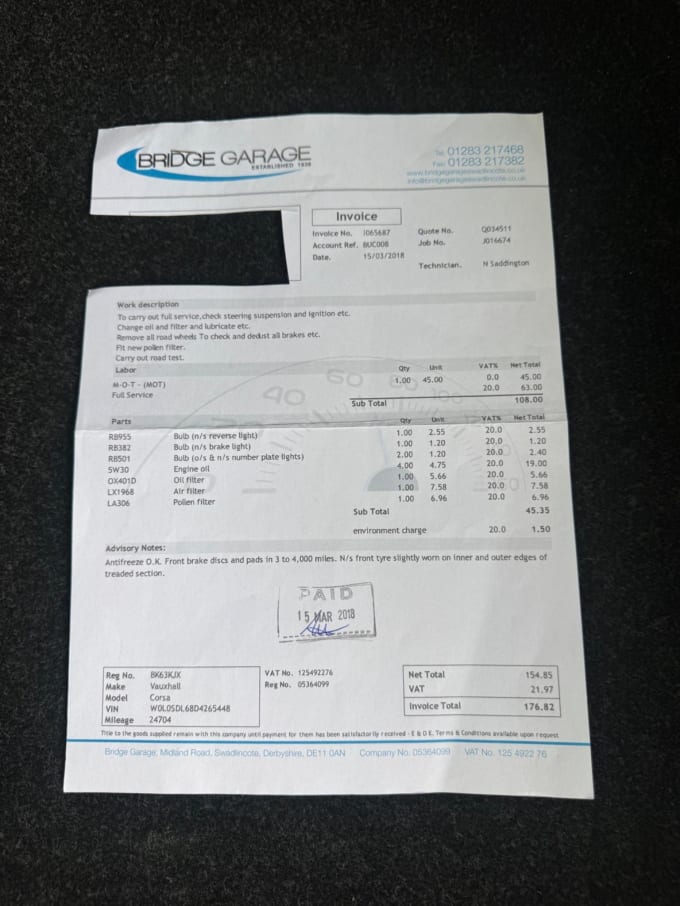 BRIDGE GARAGE
ESTABLISHED 1936
Tel: 01283 217468
Fax: 01283 217382
www.bridgegarageswadlincote.co.uk
info@bridgegarageswadlincote.co.uk
Invoice
Invoice No. J065687
Account Ref. BUC008
Date. 15/03/2018
Quote No. Q034511
Job No. J016674
Technician. N Saddington
Work description
To carry out full service,check steering suspension and ignition etc.
Change oil and filter and lubricate etc.
Remove all road wheels To check and dedust all brakes etc.
Fit new pollen filter.
Carry out road test.
Labor Qty Unit VAT% Net Total
M-O-T - (MOT) 1.00 45.00 0.0 45.00
Full Service 20.0 63.00
Sub Total 108.00
Parts Qty Unit VAT% Net Total
RB955 Bulb (n/s reverse light) 1.00 2.55 20.0 2.55
RB382 Bulb (n/s brake light) 1.00 1.20 20.0 1.20
RB501 Bulb (o/s & n/s number plate lights) 2.00 1.20 20.0 2.40
5W30 Engine oil 4.00 4.75 20.0 19.00
OX401D Oil filter 1.00 5.66 20.0 5.66
LX1968 Air filter 1.00 7.58 20.0 7.58
LA306 Pollen filter 1.00 6.96 20.0 6.96
Sub Total 45.35
environment charge 20.0 1.50
Advisory Notes:
Antifreeze O.K. Front brake discs and pads in 3 to 4,000 miles. N/s front tyre slightly worn on inner and outer edges of
treaded section.
PAID
15 MAR 2018
Reg No. BK63KJX
Make Vauxhall
Model Corsa
VIN W0L0SDL68D4265448
Mileage 24704
VAT No. 125492276
Reg No. 05364099
Net Total 154.85
VAT 21.97
Invoice Total 176.82
Title to the goods supplied remain with this company until payment for them has been satisfactorily received - E & O E. Terms & Conditions available upon request
Bridge Garage, Midland Road, Swadlincote, Derbyshire, DE11 0AN Company No. 05364099 VAT No. 125 4922 76